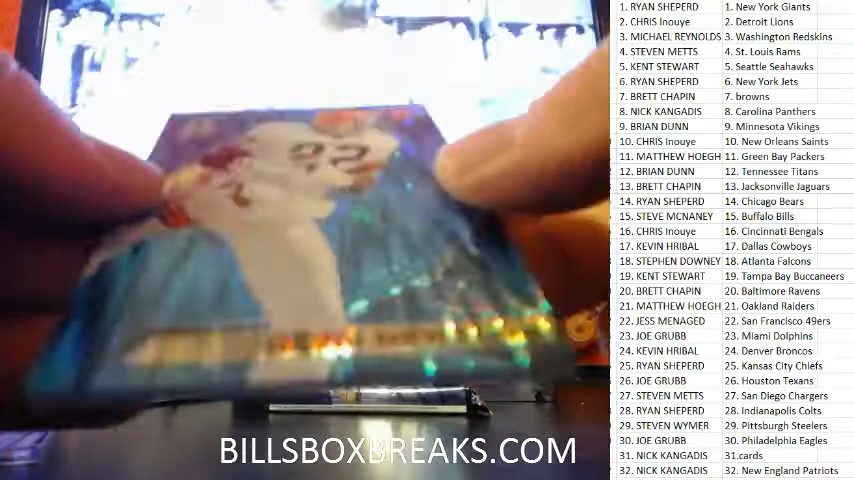 1. RYAN SHEPERD 1. New York Giants
2. CHRIS Inouye 2. Detroit Lions
3. MICHAEL REYNOLDS 3. Washington Redskins
4. STEVEN METTS 4. St. Louis Rams
5. KENT STEWART 5. Seattle Seahawks
6. RYAN SHEPERD 6. New York Jets
7. BRETT CHAPIN 7. browns
8. NICK KANGADIS 8. Carolina Panthers
9. BRIAN DUNN 9. Minnesota Vikings
10. CHRIS Inouye 10. New Orleans Saints
11. MATTHEW HOEGH 11. Green Bay Packers
12. BRIAN DUNN 12. Tennessee Titans
13. BRETT CHAPIN 13. Jacksonville Jaguars
14. RYAN SHEPERD 14. Chicago Bears
15. STEVE MCNANEY 15. Buffalo Bills
16. CHRIS Inouye 16. Cincinnati Bengals
17. KEVIN HRIBAL 17. Dallas Cowboys
18. STEPHEN DOWNEY 18. Atlanta Falcons
19. KENT STEWART 19. Tampa Bay Buccaneers
20. BRETT CHAPIN 20. Baltimore Ravens
21. MATTHEW HOEGH 21. Oakland Raiders
22. JESS MENAGED 22. San Francisco 49ers
23. JOE GRUBB 23. Miami Dolphins
24. KEVIN HRIBAL 24. Denver Broncos
25. RYAN SHEPERD 25. Kansas City Chiefs
26. JOE GRUBB 26. Houston Texans
27. STEVEN METTS 27. San Diego Chargers
28. RYAN SHEPERD 28. Indianapolis Colts
29. STEVEN WYMER 29. Pittsburgh Steelers
30. JOE GRUBB 30. Philadelphia Eagles
31. NICK KANGADIS 31.cards
32. NICK KANGADIS 32. New England Patriots
BILLSBOXBREAKS.COM